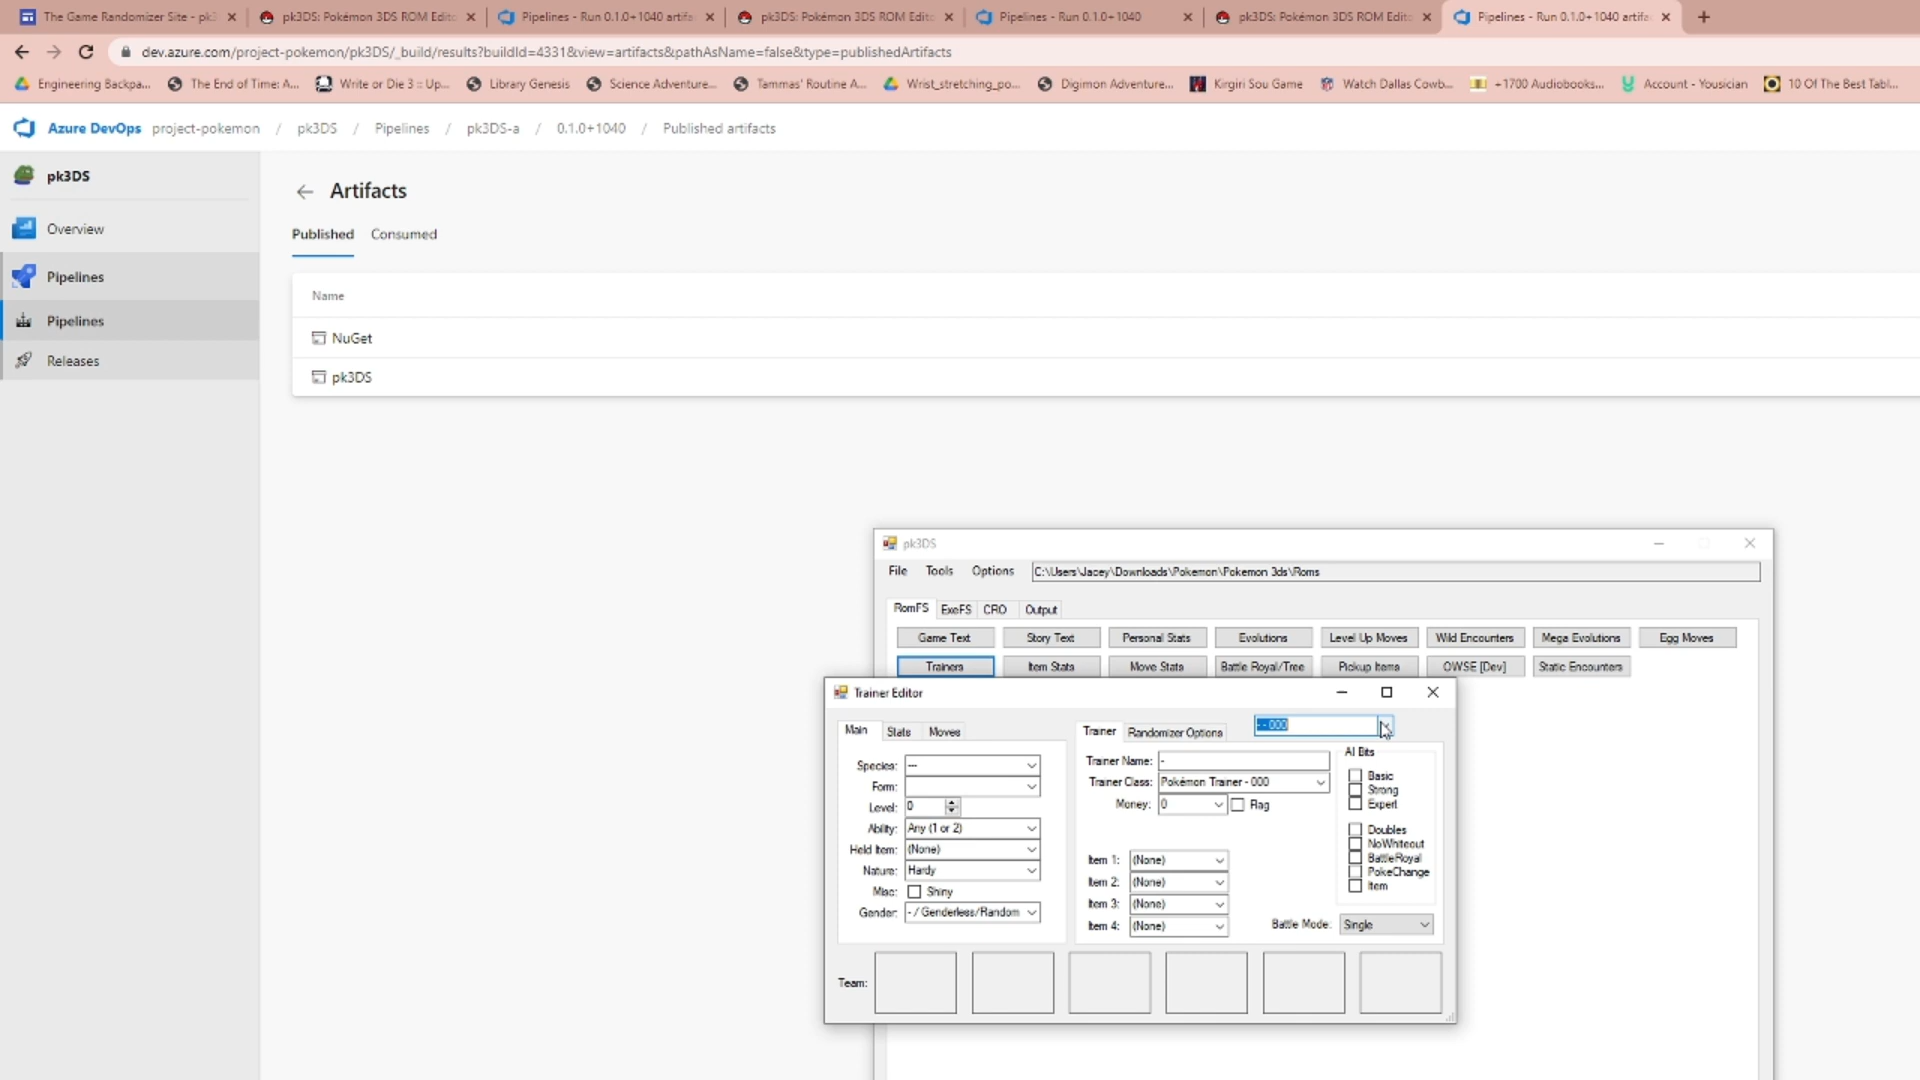 The Game Randomizer Site - pk
pk3DS: Pokémon 3DS ROM Edit
Pipelines - Run 0.1.0+1040 artifa
pk3DS: Pokémon 3DS ROM Edit
Pipelines - Run 0.1.0+1040
pk3DS: Pokémon 3DS ROM Edit
Pipelines - Run 0.1.0+1040 artifa
dev.azure.com/project-pokemon/pk3DS/_build/results?buildId=4331&view=artifacts&pathAsName=false&type=publishedArtifacts
Engineering Backpa...
The End of Time: A...
Write or Die 3 :: Up...
Library Genesis
Science Adventure...
Tammas' Routine A...
Wrist_stretching_po...
Digimon Adventure...
Kirgiri Sou Game
Watch Dallas Cowb...
+1700 Audiobooks...
Account - Yousician
10 Of The Best Tabl...
Azure DevOps project-pokemon / pk3DS / Pipelines / pk3DS-a / 0.1.0+1040 / Published artifacts
pk3DS
Overview
Pipelines
Pipelines
Releases
Artifacts
Published Consumed
Name
NuGet
pk3DS
pk3DS
File Tools Options C:\Users\Jacey\Downloads\Pokemon\Pokemon 3ds\Roms
RomFS ExeFS CRO Output
Game Text Story Text Personal Stats Evolutions Level Up Moves Wild Encounters Mega Evolutions Egg Moves
Trainers Item Stats Move Stats Battle Royal/Tree Pickup Items OWSE [Dev] Static Encounters
Trainer Editor
Main Stats Moves
Species: ---
Form:
Level: 0
Ability: Any (1 or 2)
Held Item: (None)
Nature: Hardy
Misc: Shiny
Gender: - / Genderless/Random
Trainer Randomizer Options
- - 000
Trainer Name: -
Trainer Class: Pokémon Trainer - 000
Money: 0 Flag
Item 1: (None)
Item 2: (None)
Item 3: (None)
Item 4: (None)
AI Bits
Basic
Strong
Expert
Doubles
NoWhiteout
BattleRoyal
PokeChange
Item
Battle Mode: Single
Team: